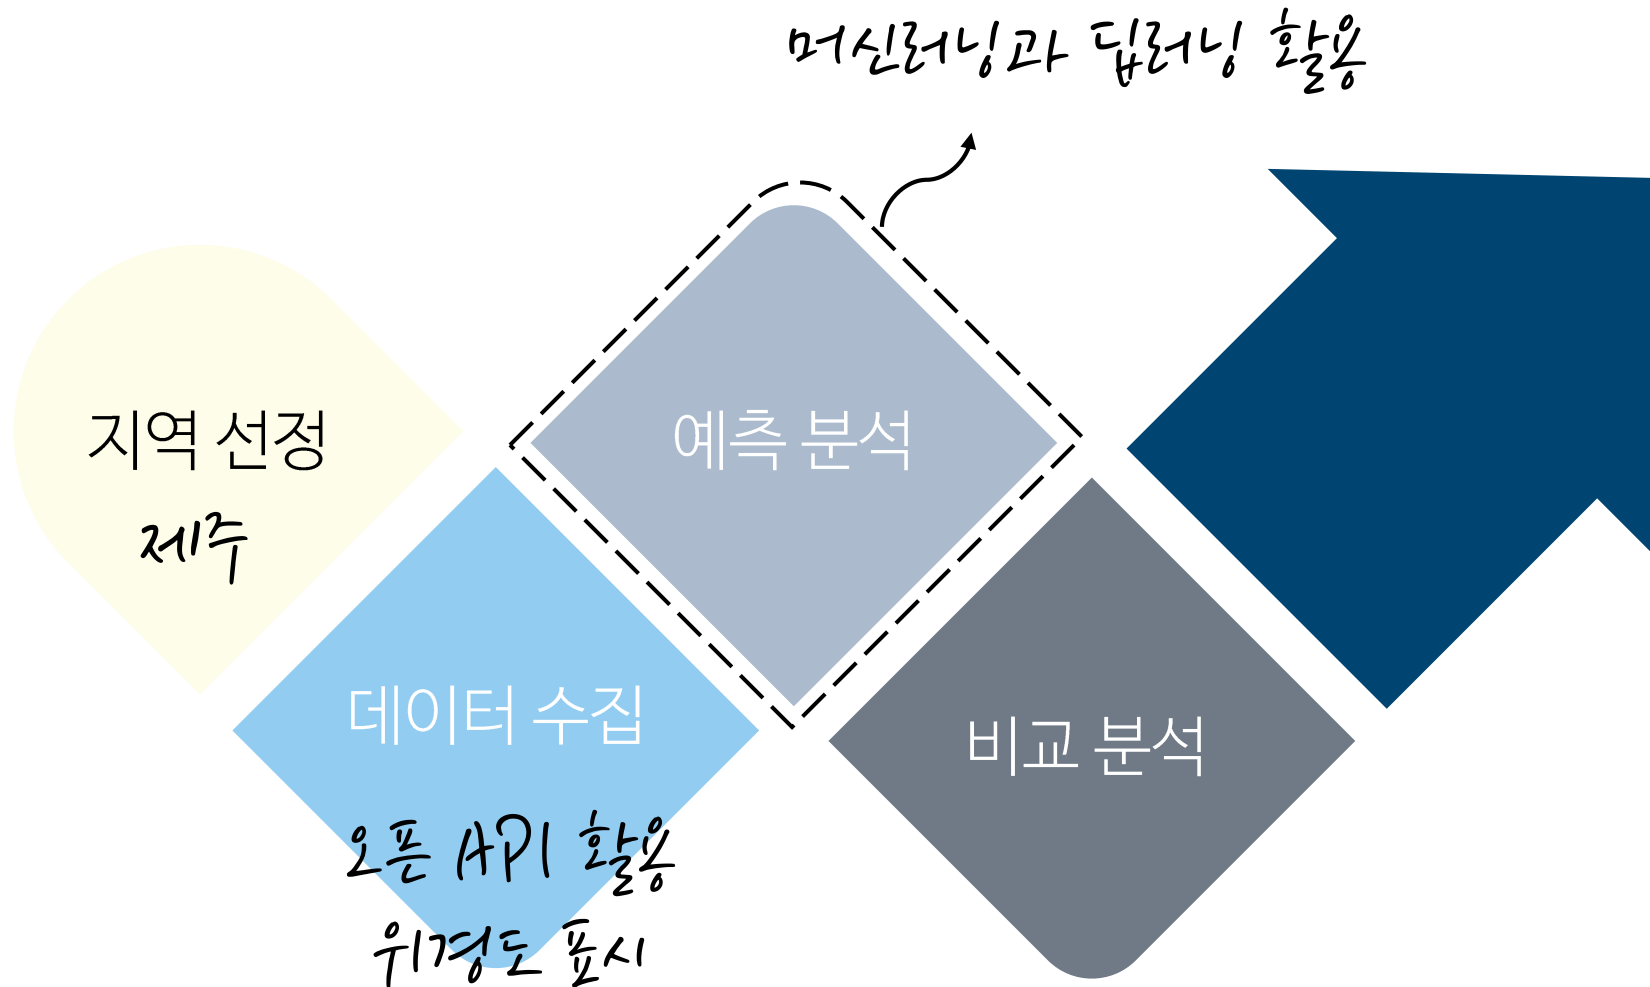 머신러닝과 딥러닝 활용
지역 선정
제주
데이터 수집
오픈 API 활용
위경도 표시
예측 분석
비교 분석